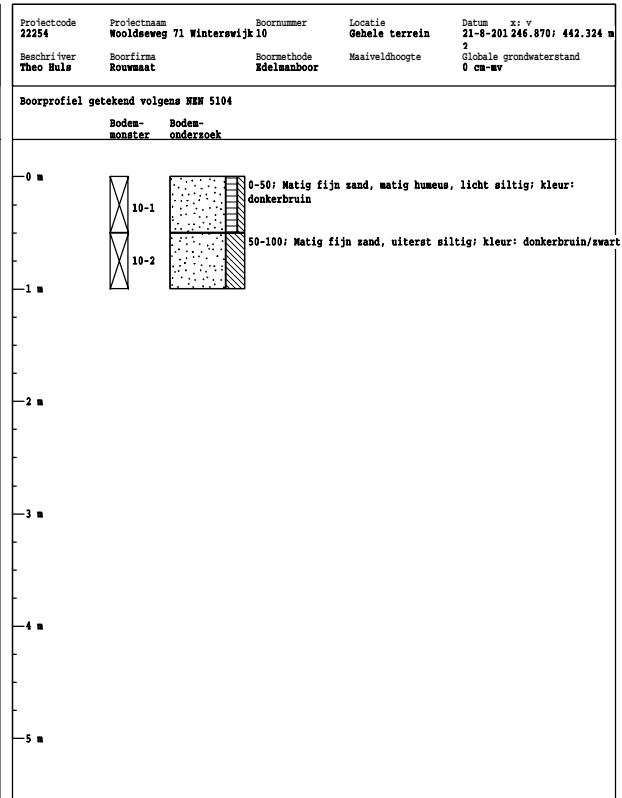 Projectcode Projectnaam Boornummer Locatie Datum x; v
22254 Wooldseweg 71 Winterswijk 10 Gehele terrein 21-8-201 246.870; 442.324 m
2
Beschrijver Boorfirma Boormethode Maaiveldhoogte Globale grondwaterstand
Theo Huls Rouwmaat Edelmanboor 0 cm-mv
Boorprofiel getekend volgens NEN 5104
Bodem- Bodem-
monster onderzoek
0 m
0-50; Matig fijn zand, matig humeus, licht siltig; kleur:
donkerbruin
10-1
50-100; Matig fijn zand, uiterst siltig; kleur: donkerbruin/zwart
10-2
1 m
2 m
3 m
4 m
5 m